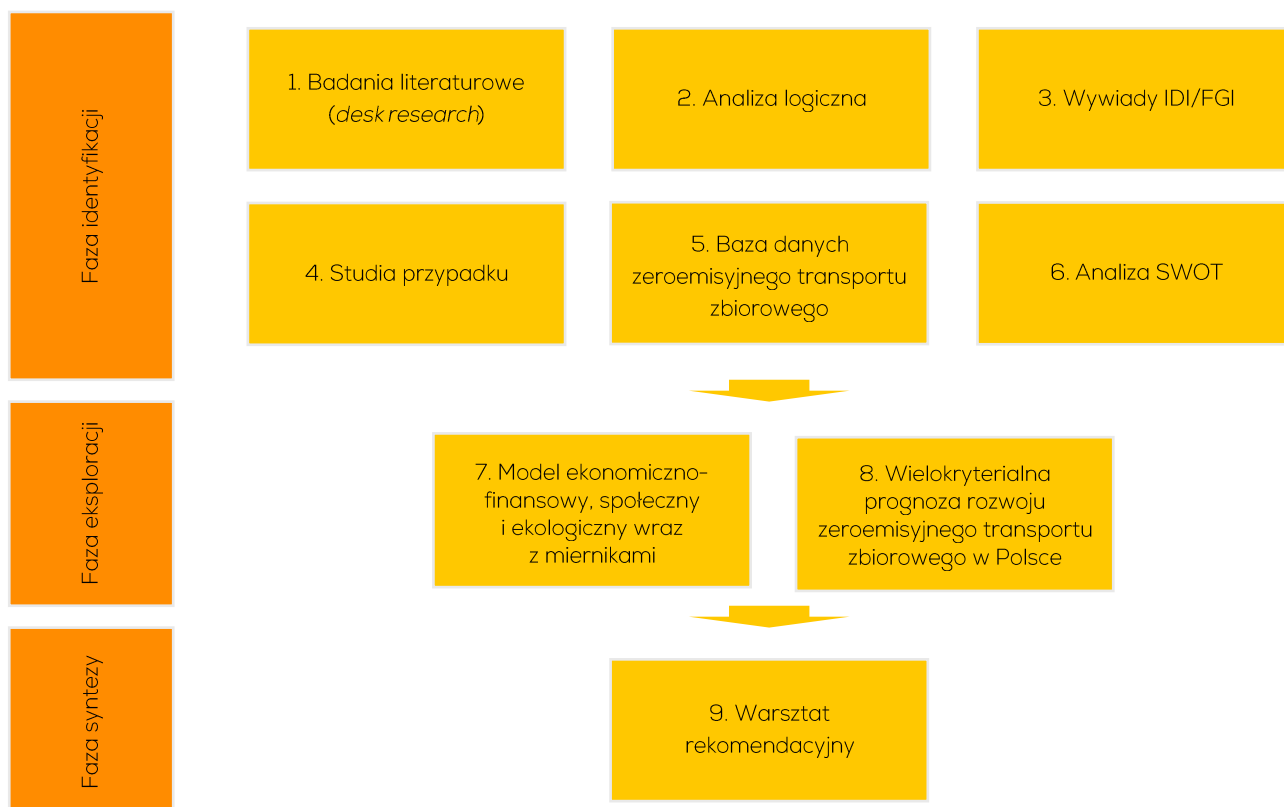 Faza identyfikacji
1. Badania literaturowe
(desk research)
2. Analiza logiczna
3. Wywiady IDI/FGI
4. Studia przypadku
5. Baza danych
zeroemisyjnego transportu
zbiorowego
6. Analiza SWOT
Faza eksploracji
7. Model ekonomiczno-
finansowy, społeczny
i ekologiczny wraz
z miernikami
8. Wielokryterialna
prognoza rozwoju
zeroemisyjnego transportu
zbiorowego w Polsce
Faza syntezy
9. Warsztat
rekomendacyjny